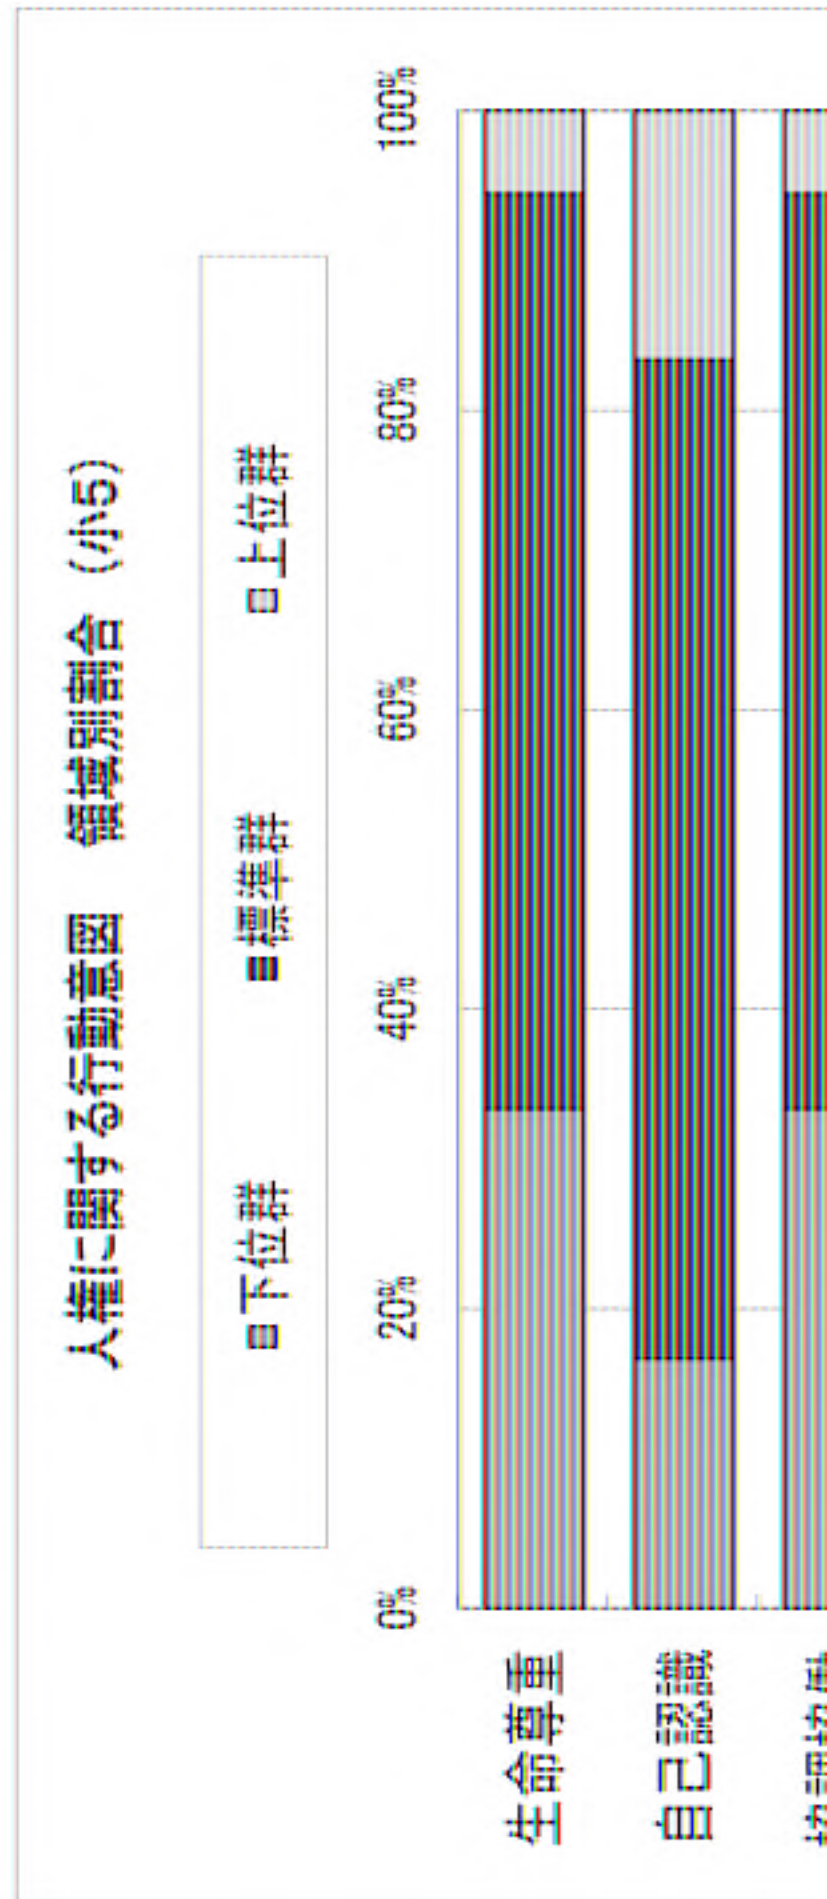 人権に関する行動意図　領域別割合（小5）
■下位群　■標準群　■上位群
0%　20%　40%　60%　80%　100%
生命尊重
自己認識